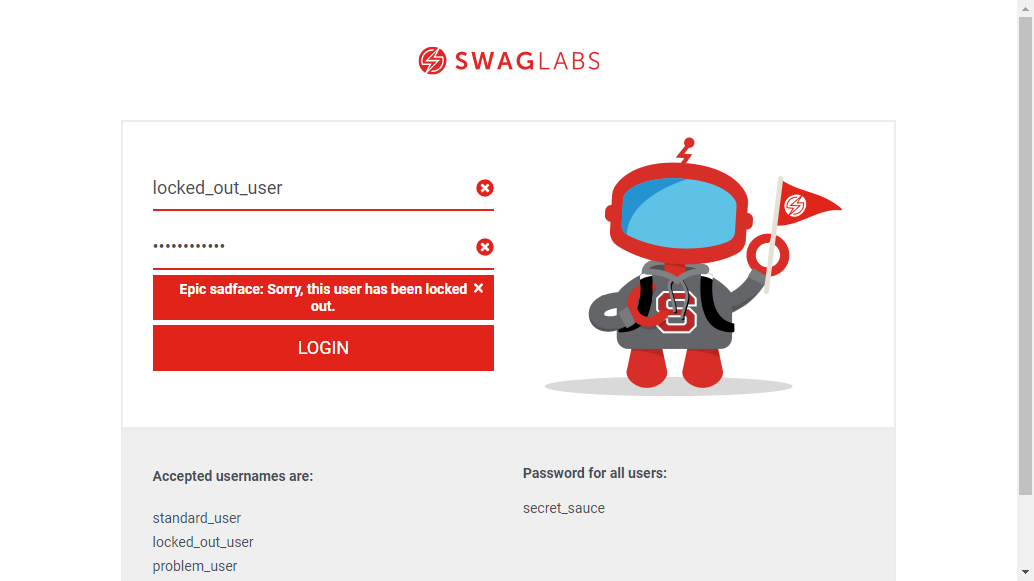 SWAGLABS
locked_out_user
••••••••••••
Epic sadface: Sorry, this user has been locked
out.
LOGIN
S
Accepted usernames are:
standard_user
locked_out_user
problem_user
Password for all users:
secret_sauce